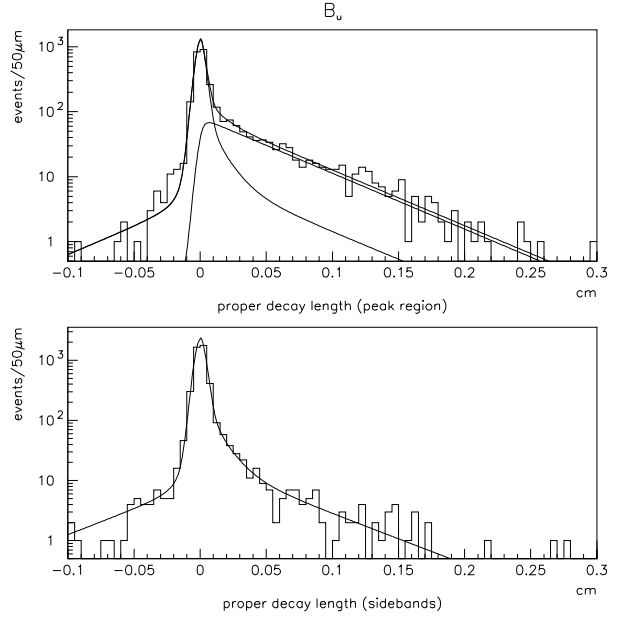 B_u
events/50μm
10^3
10^2
10
1
−0.1 −0.05 0 0.05 0.1 0.15 0.2 0.25 0.3
cm
proper decay length (peak region)
events/50μm
10^3
10^2
10
1
−0.1 −0.05 0 0.05 0.1 0.15 0.2 0.25 0.3
cm
proper decay length (sidebands)